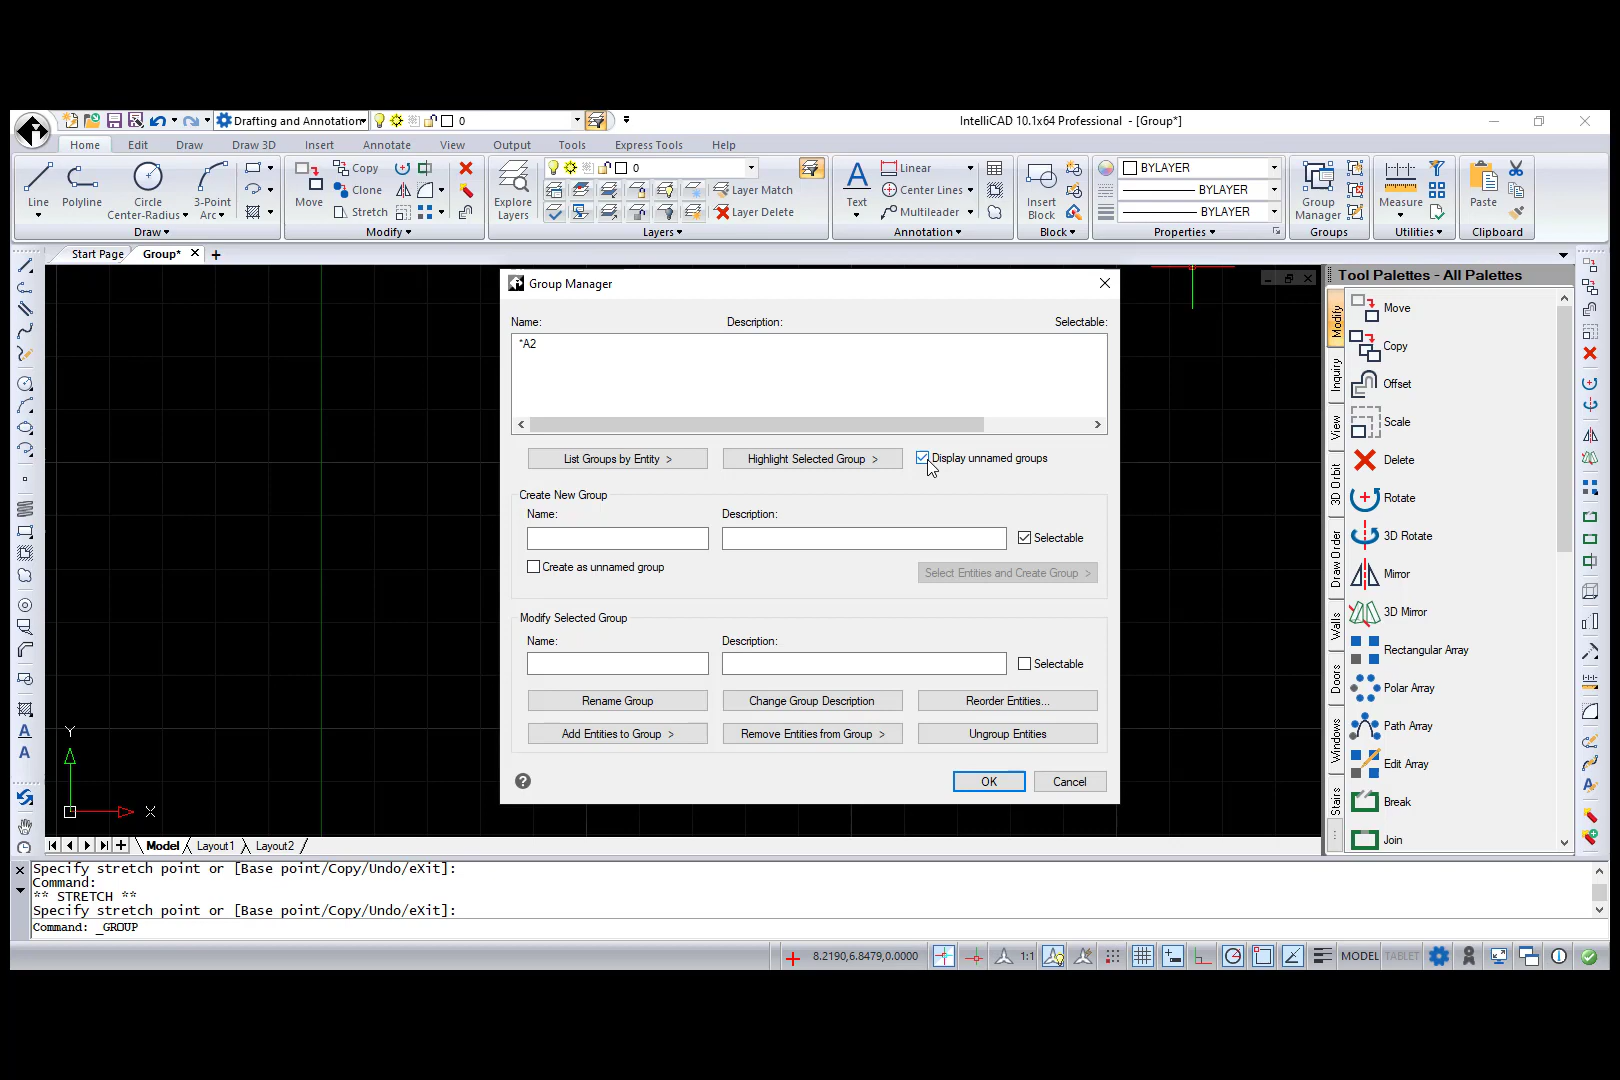 Drafting and Annotation
0
IntelliCAD 10.1x64 Professional - [Group*]
Home Edit Draw Draw 3D Insert Annotate View Output Tools Express Tools Help
Line
Polyline
Circle
Center-Radius
3-Point
Arc
Draw
Move
Copy
Clone
Stretch
Modify
Explore
Layers
0
Layer Match
Layer Delete
Layers
Text
Linear
Center Lines
Multileader
Annotation
Insert
Block
Block
BYLAYER
BYLAYER
BYLAYER
Properties
Group
Manager
Groups
Measure
Utilities
Paste
Clipboard
Start Page
Group*
Group Manager
Name:
Description:
Selectable:
*A2
List Groups by Entity >
Highlight Selected Group >
Display unnamed groups
Create New Group
Name:
Description:
Selectable
Create as unnamed group
Select Entities and Create Group >
Modify Selected Group
Name:
Description:
Selectable
Rename Group
Change Group Description
Reorder Entities...
Add Entities to Group >
Remove Entities from Group >
Ungroup Entities
OK
Cancel
Y
X
Tool Palettes - All Palettes
Modify
Inquiry
View
3D Orbit
Draw Order
Walls
Doors
Windows
Stairs
Move
Copy
Offset
Scale
Delete
Rotate
3D Rotate
Mirror
3D Mirror
Rectangular Array
Polar Array
Path Array
Edit Array
Break
Join
Model Layout1 Layout2
Specify stretch point or [Base point/Copy/Undo/eXit]:
Command:
** STRETCH **
Specify stretch point or [Base point/Copy/Undo/eXit]:
Command: _GROUP
8.2190,6.8479,0.0000
1:1
MODEL
TABLET